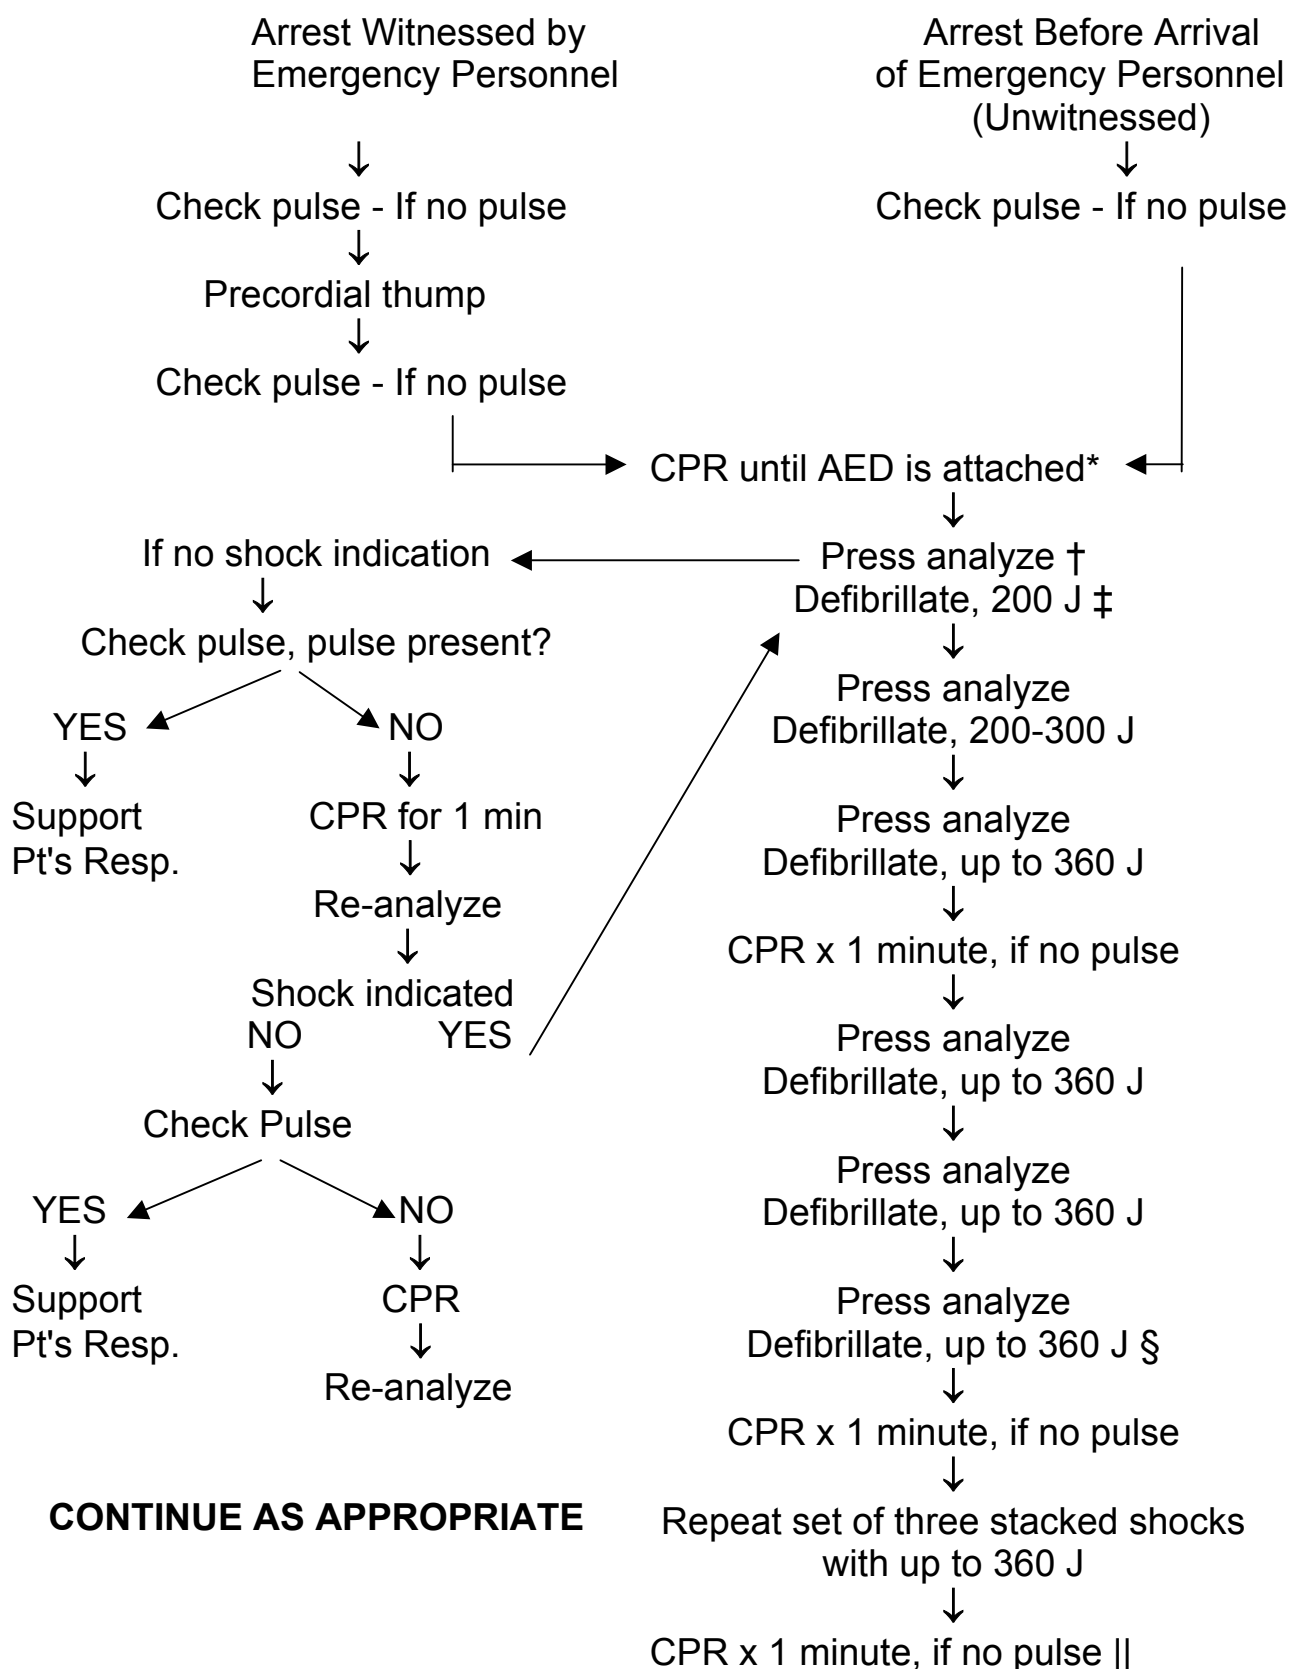 Arrest Witnessed by
Emergency Personnel
Check pulse - If no pulse
Precordial thump
Check pulse - If no pulse
Arrest Before Arrival
of Emergency Personnel
(Unwitnessed)
Check pulse - If no pulse
CPR until AED is attached*
Press analyze †
Defibrillate, 200 J ‡
Press analyze
Defibrillate, 200-300 J
Press analyze
Defibrillate, up to 360 J
CPR x 1 minute, if no pulse
Press analyze
Defibrillate, up to 360 J
Press analyze
Defibrillate, up to 360 J
Press analyze
Defibrillate, up to 360 J §
CPR x 1 minute, if no pulse
Repeat set of three stacked shocks
with up to 360 J
CPR x 1 minute, if no pulse ||
If no shock indication
Check pulse, pulse present?
YES
Support
Pt's Resp.
NO
CPR for 1 min
Re-analyze
Shock indicated
NO YES
Check Pulse
YES
Support
Pt's Resp.
NO
CPR
Re-analyze
CONTINUE AS APPROPRIATE